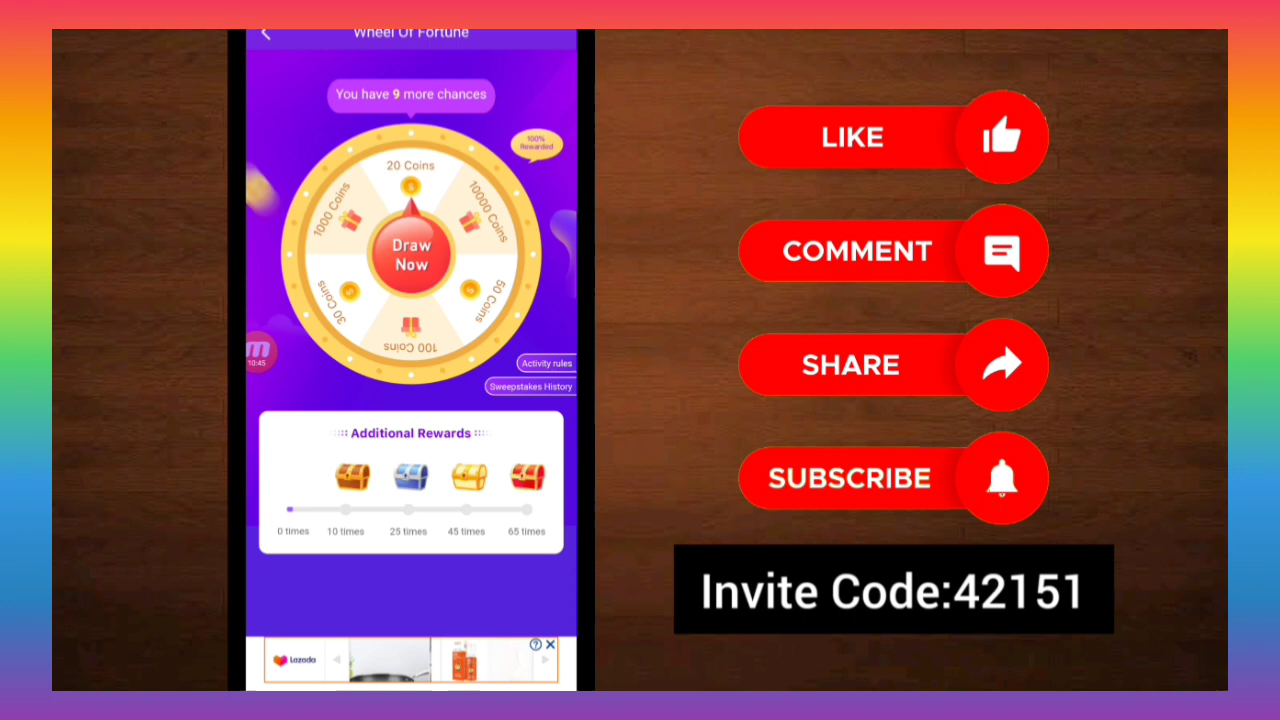 Wheel Of Fortune
You have 9 more chances
100%
Rewarded
20 Coins
10000 Coins
50 Coins
100 Coins
30 Coins
1000 Coins
Draw
Now
m
10:45
Activity rules
Sweepstakes History
Additional Rewards
0 times
10 times
25 times
45 times
65 times
Lazada
LIKE
COMMENT
SHARE
SUBSCRIBE
Invite Code:42151